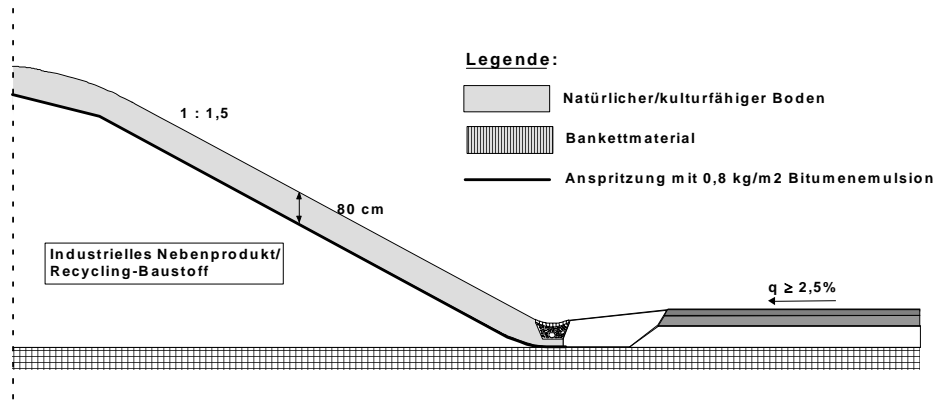 Legende:
Natürlicher/kulturfähiger Boden
Bankettmaterial
Anspritzung mit 0,8 kg/m2 Bitumenemulsion
1 : 1,5
80 cm
Industrielles Nebenprodukt/
Recycling-Baustoff
q ≥ 2,5%